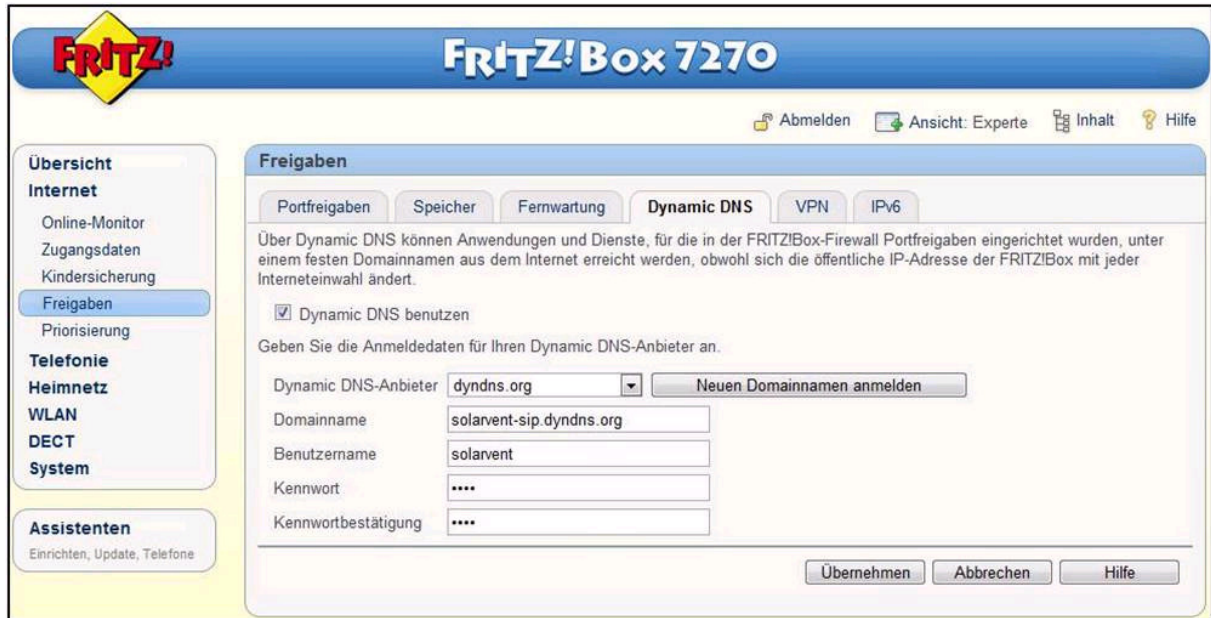 FRITZ!
FRITZ!Box 7270
Abmelden Ansicht: Experte Inhalt Hilfe
Übersicht
Internet
Online-Monitor
Zugangsdaten
Kindersicherung
Freigaben
Priorisierung
Telefonie
Heimnetz
WLAN
DECT
System
Assistenten
Einrichten, Update, Telefone
Freigaben
Portfreigaben Speicher Fernwartung Dynamic DNS VPN IPv6
Über Dynamic DNS können Anwendungen und Dienste, für die in der FRITZ!Box-Firewall Portfreigaben eingerichtet wurden, unter
einem festen Domainnamen aus dem Internet erreicht werden, obwohl sich die öffentliche IP-Adresse der FRITZ!Box mit jeder
Interneteinwahl ändert.
Dynamic DNS benutzen
Geben Sie die Anmeldedaten für Ihren Dynamic DNS-Anbieter an.
Dynamic DNS-Anbieter dyndns.org Neuen Domainnamen anmelden
Domainname solarvent-sip.dyndns.org
Benutzername solarvent
Kennwort ••••
Kennwortbestätigung ••••
Übernehmen Abbrechen Hilfe